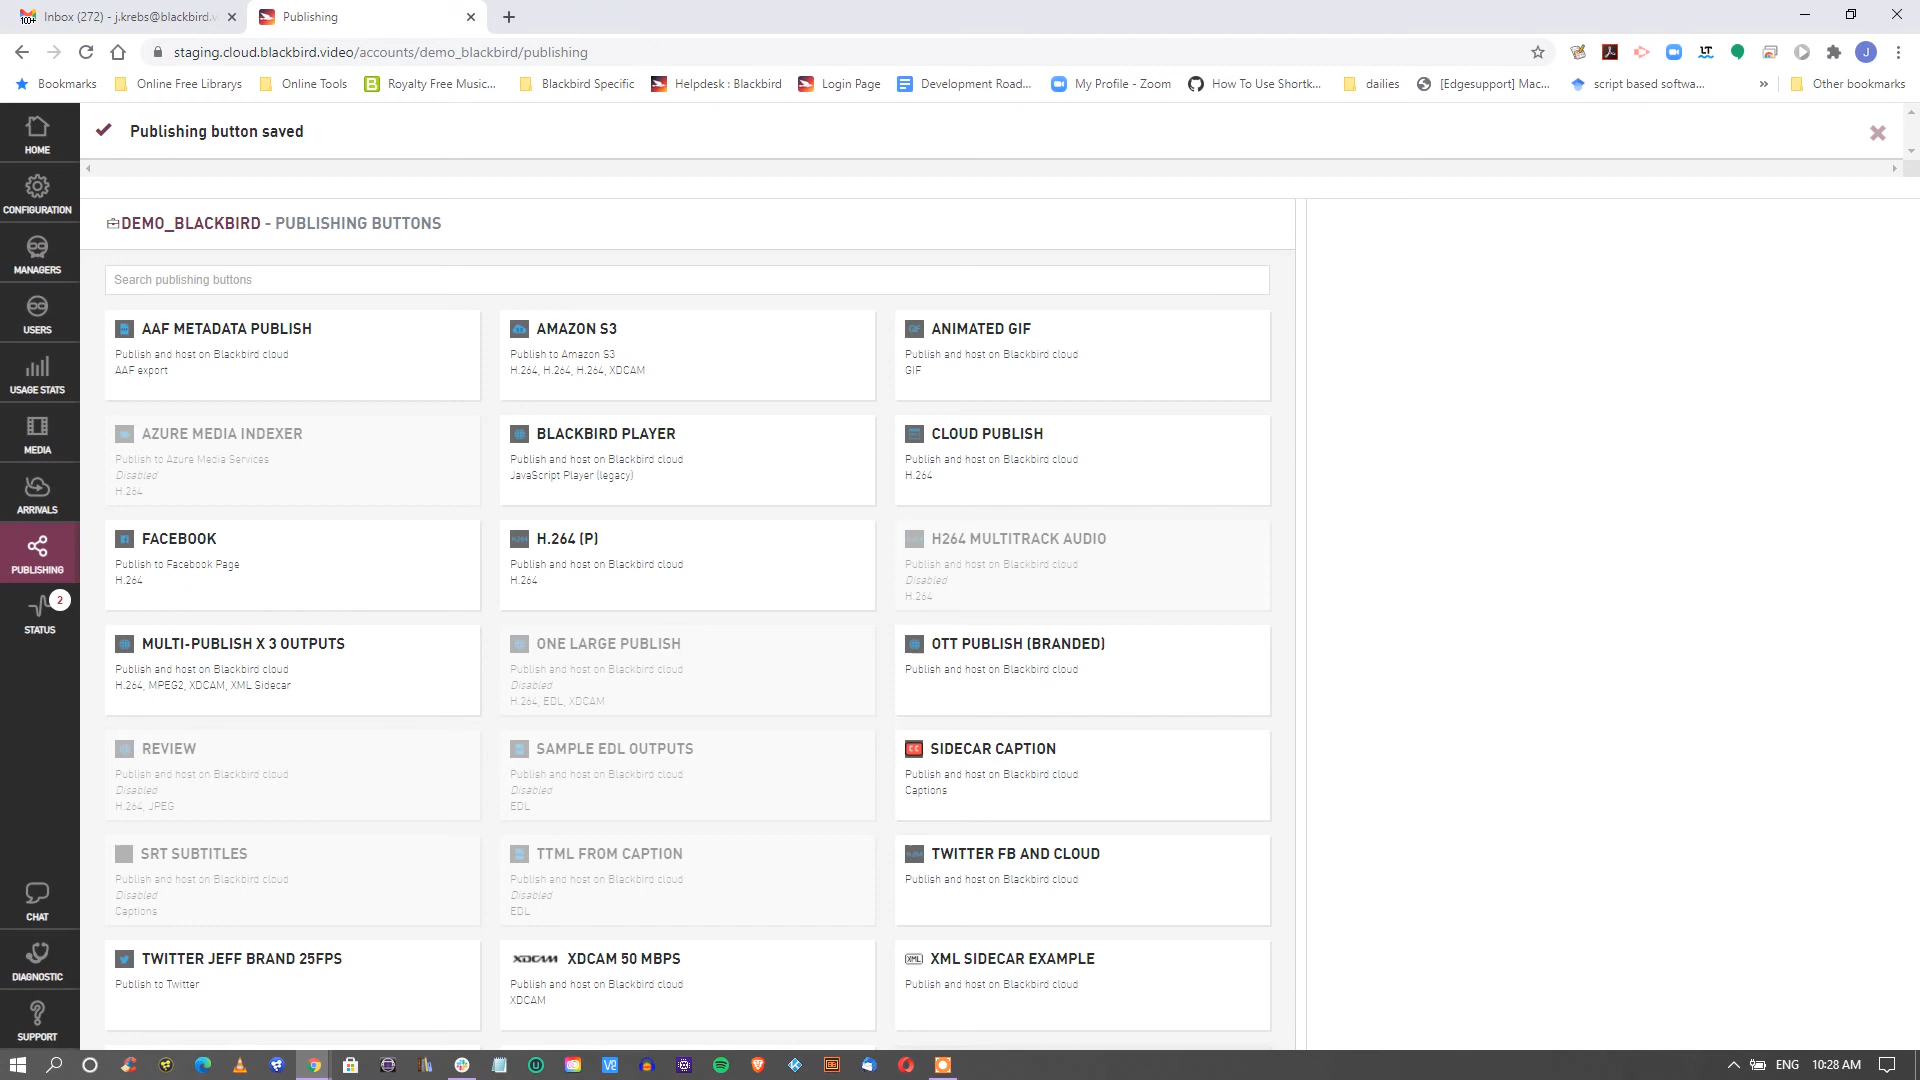 Inbox (272) - j.krebs@blackbird.v
Publishing
staging.cloud.blackbird.video/accounts/demo_blackbird/publishing
Bookmarks
Online Free Librarys
Online Tools
Royalty Free Music...
Blackbird Specific
Helpdesk : Blackbird
Login Page
Development Road...
My Profile - Zoom
How To Use Shortk...
dailies
[Edgesupport] Mac...
script based softwa...
Other bookmarks
Publishing button saved
HOME
CONFIGURATION
MANAGERS
USERS
USAGE STATS
MEDIA
ARRIVALS
PUBLISHING
2
STATUS
CHAT
DIAGNOSTIC
SUPPORT
DEMO_BLACKBIRD - PUBLISHING BUTTONS
Search publishing buttons
AAF METADATA PUBLISH
Publish and host on Blackbird cloud
AAF export
AMAZON S3
Publish to Amazon S3
H.264, H.264, H.264, XDCAM
ANIMATED GIF
Publish and host on Blackbird cloud
GIF
AZURE MEDIA INDEXER
Publish to Azure Media Services
Disabled
H.264
BLACKBIRD PLAYER
Publish and host on Blackbird cloud
JavaScript Player (legacy)
CLOUD PUBLISH
Publish and host on Blackbird cloud
H.264
FACEBOOK
Publish to Facebook Page
H.264
H.264 (P)
Publish and host on Blackbird cloud
H.264
H264 MULTITRACK AUDIO
Publish and host on Blackbird cloud
Disabled
H.264
MULTI-PUBLISH X 3 OUTPUTS
Publish and host on Blackbird cloud
H.264, MPEG2, XDCAM, XML Sidecar
ONE LARGE PUBLISH
Publish and host on Blackbird cloud
Disabled
H.264, EDL, XDCAM
OTT PUBLISH (BRANDED)
Publish and host on Blackbird cloud
REVIEW
Publish and host on Blackbird cloud
Disabled
H.264, JPEG
SAMPLE EDL OUTPUTS
Publish and host on Blackbird cloud
Disabled
EDL
CC SIDECAR CAPTION
Publish and host on Blackbird cloud
Captions
SRT SUBTITLES
Publish and host on Blackbird cloud
Disabled
Captions
TTML FROM CAPTION
Publish and host on Blackbird cloud
Disabled
EDL
TWITTER FB AND CLOUD
Publish and host on Blackbird cloud
TWITTER JEFF BRAND 25FPS
Publish to Twitter
XDCAM XDCAM 50 MBPS
Publish and host on Blackbird cloud
XDCAM
XML XML SIDECAR EXAMPLE
Publish and host on Blackbird cloud
ENG
10:28 AM